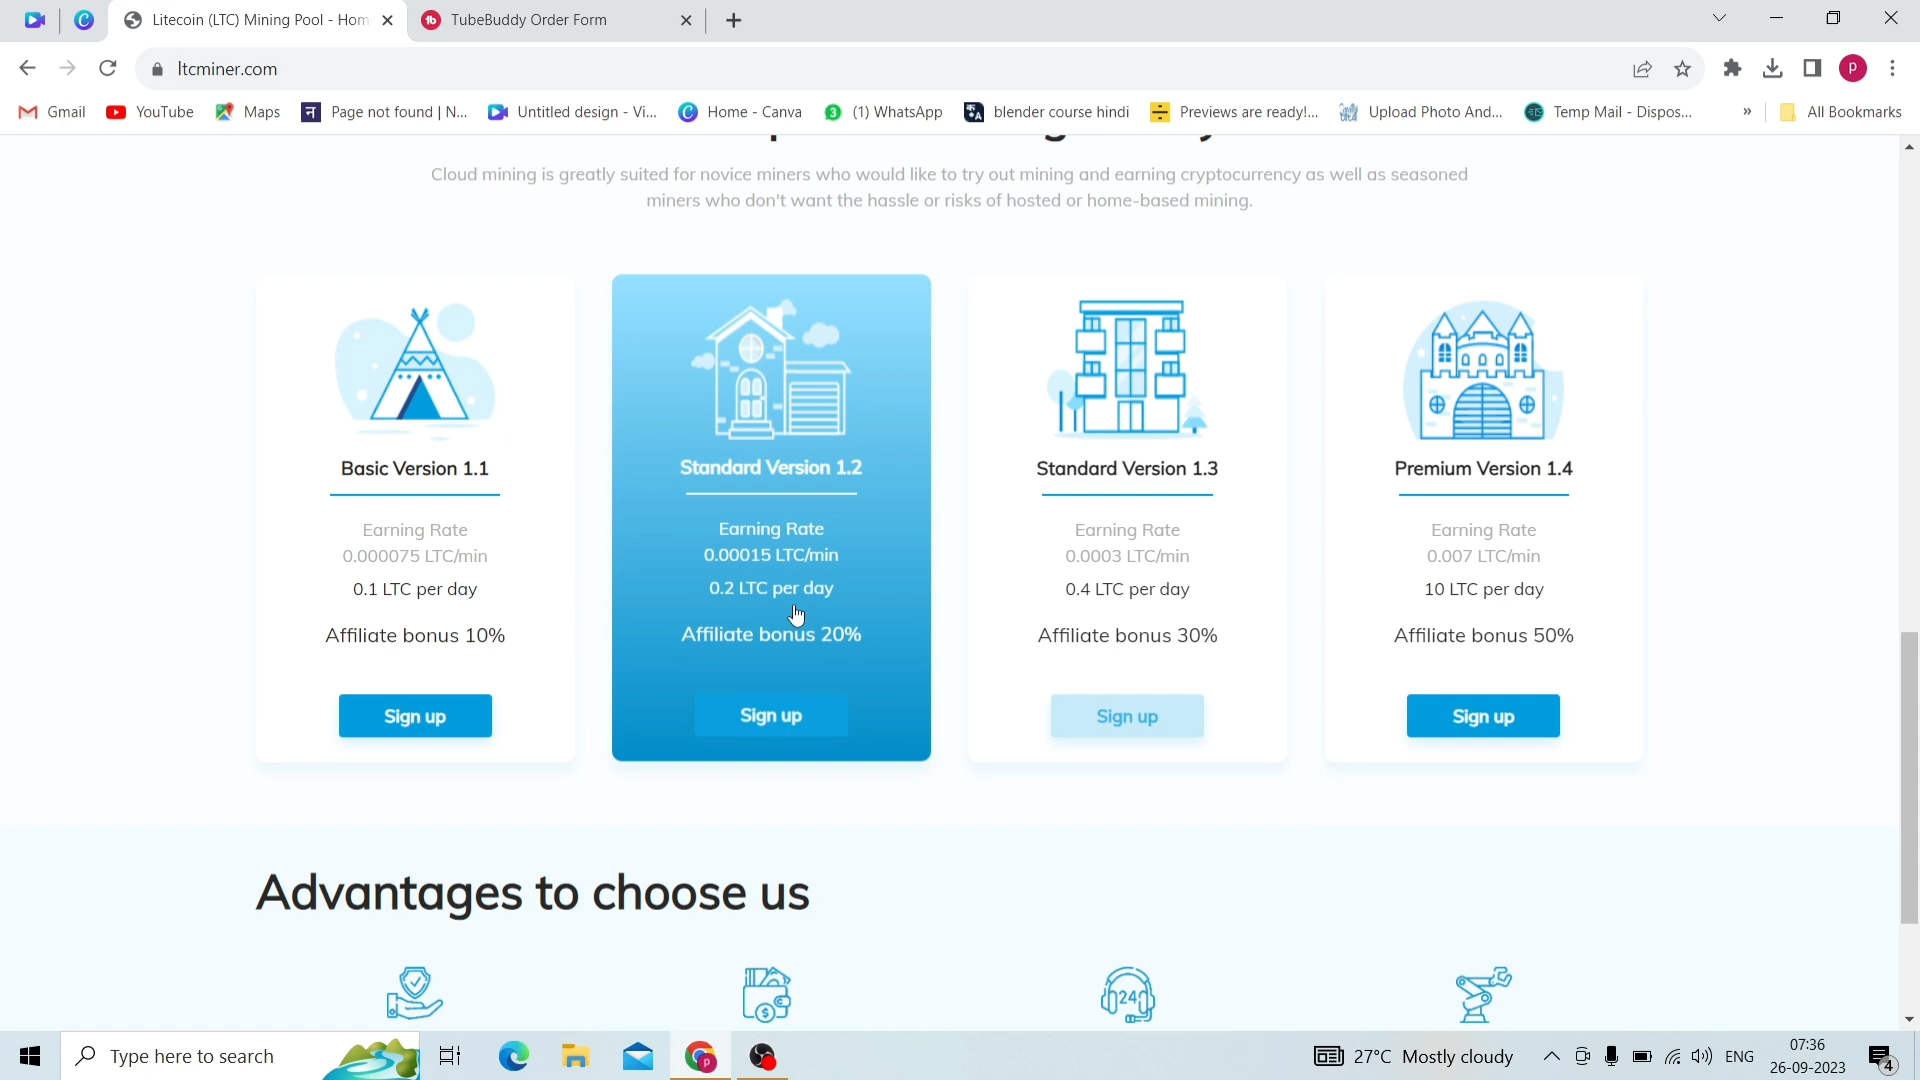 Litecoin (LTC) Mining Pool - Hom
TubeBuddy Order Form
ltcminer.com
P
Gmail
YouTube
Maps
Page not found | N...
Untitled design - Vi...
Home - Canva
(1) WhatsApp
blender course hindi
Previews are ready!...
Upload Photo And...
Temp Mail - Dispos...
»
All Bookmarks
Cloud mining is greatly suited for novice miners who would like to try out mining and earning cryptocurrency as well as seasoned
miners who don't want the hassle or risks of hosted or home-based mining.
Basic Version 1.1
Earning Rate
0.000075 LTC/min
0.1 LTC per day
Affiliate bonus 10%
Sign up
Standard Version 1.2
Earning Rate
0.00015 LTC/min
0.2 LTC per day
Affiliate bonus 20%
Sign up
Standard Version 1.3
Earning Rate
0.0003 LTC/min
0.4 LTC per day
Affiliate bonus 30%
Sign up
Premium Version 1.4
Earning Rate
0.007 LTC/min
10 LTC per day
Affiliate bonus 50%
Sign up
Advantages to choose us
24
Type here to search
27°C Mostly cloudy
ENG
07:36
26-09-2023
4